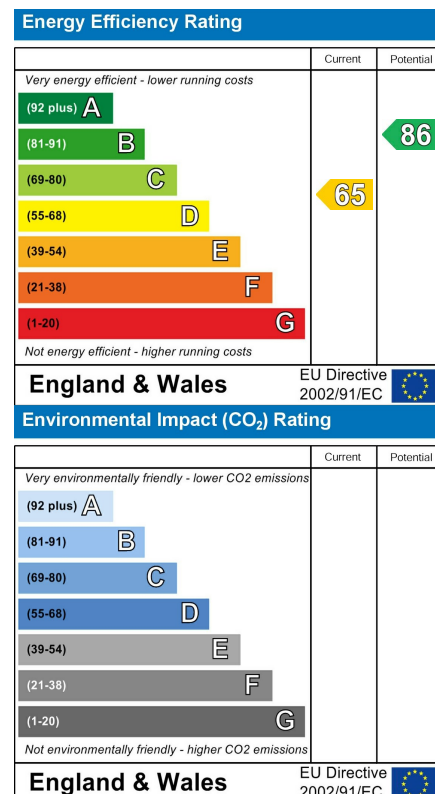 Energy Efficiency Rating
Current Potential
Very energy efficient - lower running costs
(92 plus) A
(81-91) B
(69-80) C
(55-68) D
(39-54) E
(21-38) F
(1-20) G
65
86
Not energy efficient - higher running costs
England & Wales
EU Directive
2002/91/EC
Environmental Impact (CO₂) Rating
Current Potential
Very environmentally friendly - lower CO2 emissions
(92 plus) A
(81-91) B
(69-80) C
(55-68) D
(39-54) E
(21-38) F
(1-20) G
Not environmentally friendly - higher CO2 emissions
England & Wales
EU Directive
2002/91/EC